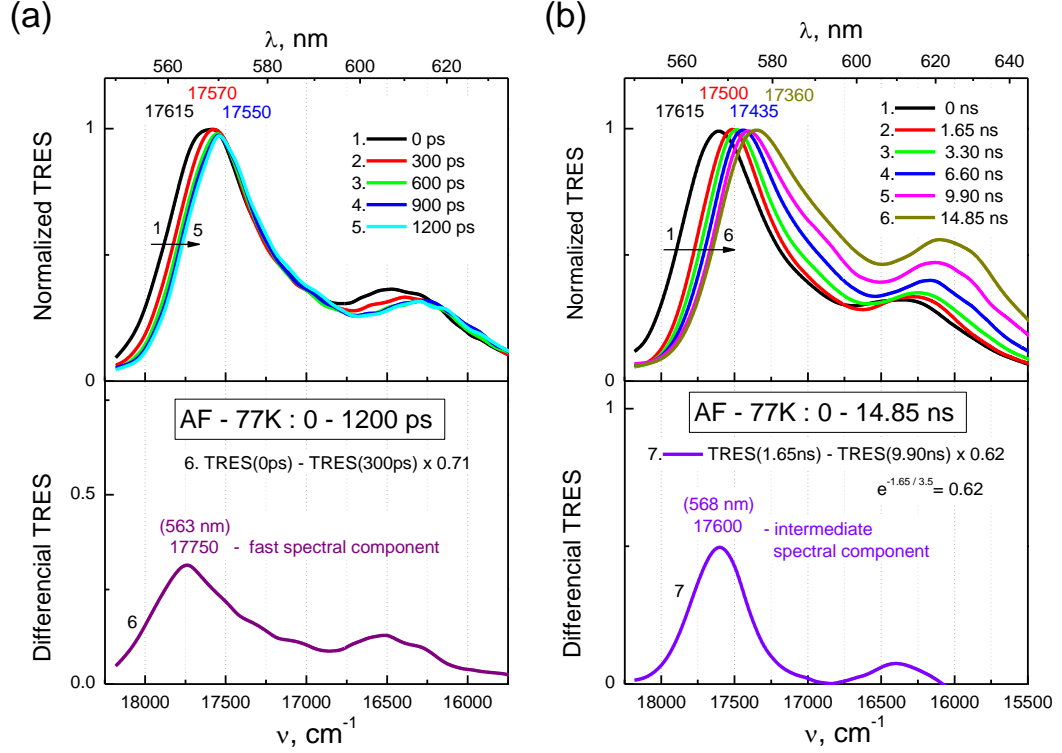 (a)
λ, nm
560 580 600 620
17570
17615 17550
1. 0 ps
2. 300 ps
3. 600 ps
4. 900 ps
5. 1200 ps
1 5
Normalized TRES
1
0
AF - 77K : 0 - 1200 ps
6. TRES(0ps) - TRES(300ps) x 0.71
Differencial TRES
0.5
0.0
(563 nm)
17750 - fast spectral component
6
18000 17500 17000 16500 16000
ν, cm-1
(b)
λ, nm
560 580 600 620 640
17500 17360
17615 17435
1. 0 ns
2. 1.65 ns
3. 3.30 ns
4. 6.60 ns
5. 9.90 ns
6. 14.85 ns
1 6
Normalized TRES
1
0
AF - 77K : 0 - 14.85 ns
7. TRES(1.65ns) - TRES(9.90ns) x 0.62
e-1.65 / 3.5= 0.62
Differencial TRES
1
0
(568 nm)
17600 - intermediate
spectral component
7
18000 17500 17000 16500 16000 15500
ν, cm-1